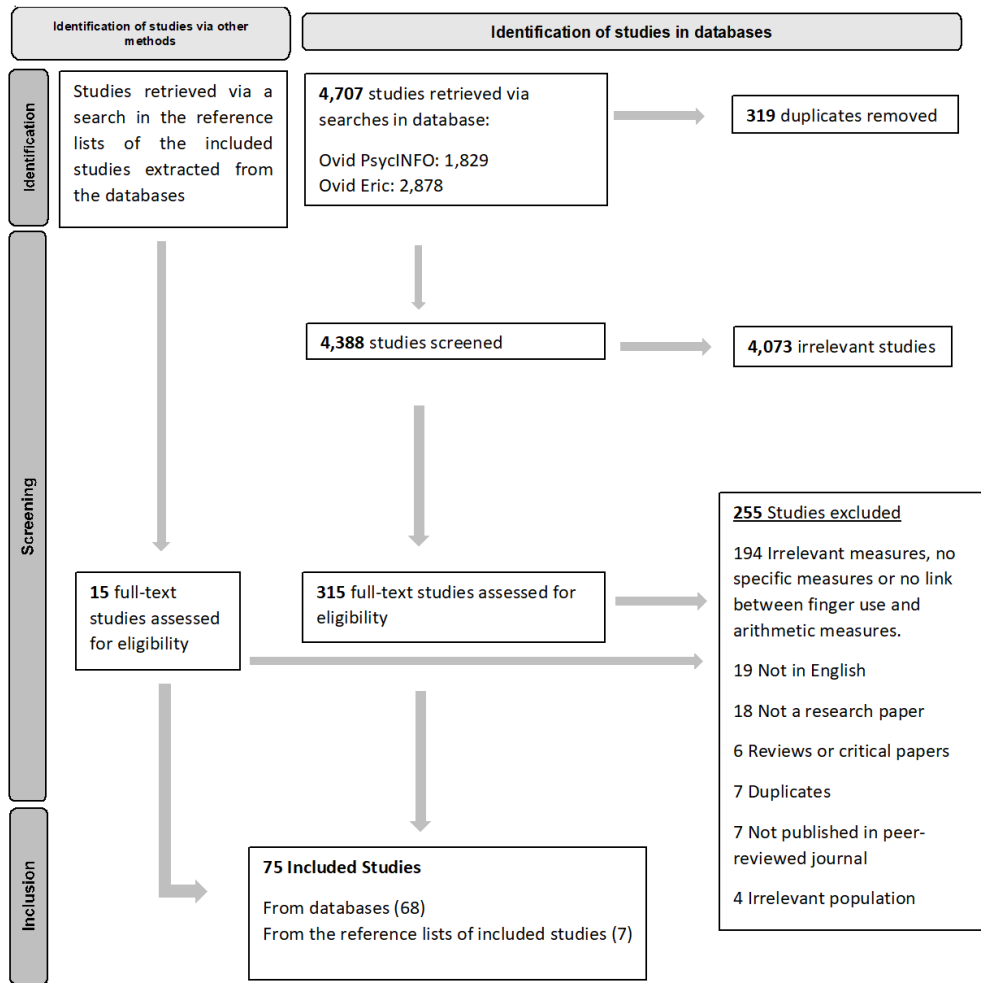 Identification of studies via other
methods
Identification of studies in databases
Identification
Studies retrieved via a
search in the reference
lists of the included
studies extracted from
the databases
4,707 studies retrieved via
searches in database:
Ovid PsycINFO: 1,829
Ovid Eric: 2,878
319 duplicates removed
Screening
4,388 studies screened
4,073 irrelevant studies
15 full-text
studies assessed
for eligibility
315 full-text studies assessed for
eligibility
255 Studies excluded
194 Irrelevant measures, no
specific measures or no link
between finger use and
arithmetic measures.
19 Not in English
18 Not a research paper
6 Reviews or critical papers
7 Duplicates
7 Not published in peer-
reviewed journal
4 Irrelevant population
Inclusion
75 Included Studies
From databases (68)
From the reference lists of included studies (7)